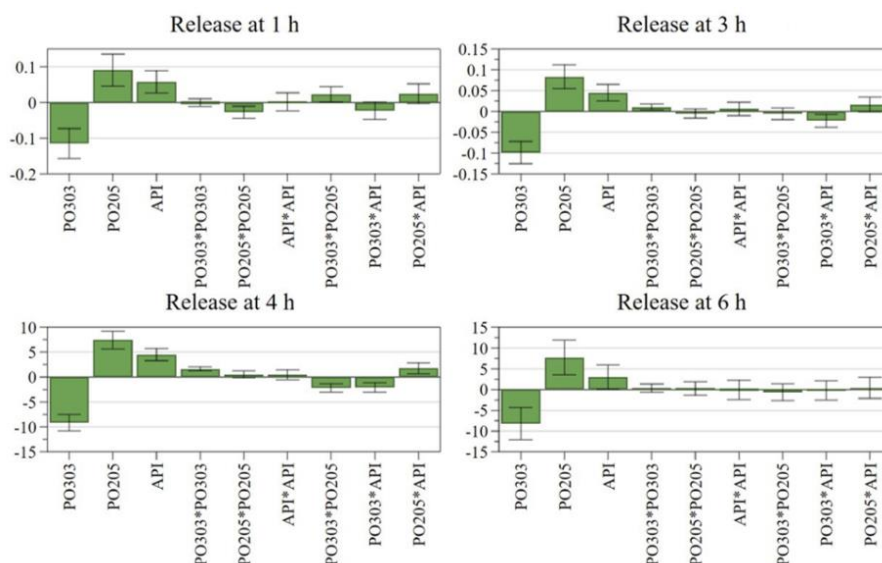 Release at 1 h
0.1
0
-0.1
-0.2
PO303
PO205
API
PO303*PO303
PO205*PO205
API*API
PO303*PO205
PO303*API
PO205*API
Release at 3 h
0.15
0.1
0.05
0
-0.05
-0.1
-0.15
PO303
PO205
API
PO303*PO303
PO205*PO205
API*API
PO303*PO205
PO303*API
PO205*API
Release at 4 h
10
5
0
-5
-10
-15
PO303
PO205
API
PO303*PO303
PO205*PO205
API*API
PO303*PO205
PO303*API
PO205*API
Release at 6 h
15
10
5
0
-5
-10
-15
PO303
PO205
API
PO303*PO303
PO205*PO205
API*API
PO303*PO205
PO303*API
PO205*API